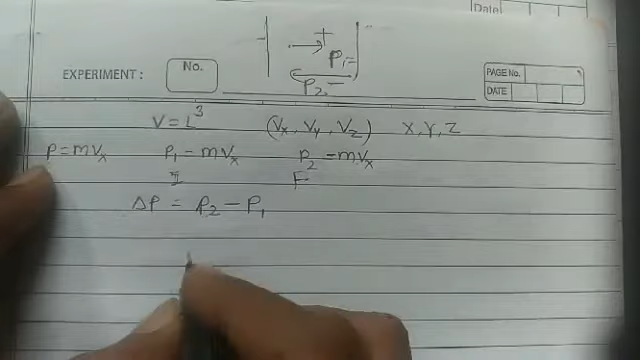 Date
+
P1=
P2-
EXPERIMENT :
No.
PAGE No.
DATE
V=L³ (Vx, Vy, Vz) X, Y, Z
P=mVx P1-mVx P2=mVx
I F
ΔP = P2-P1